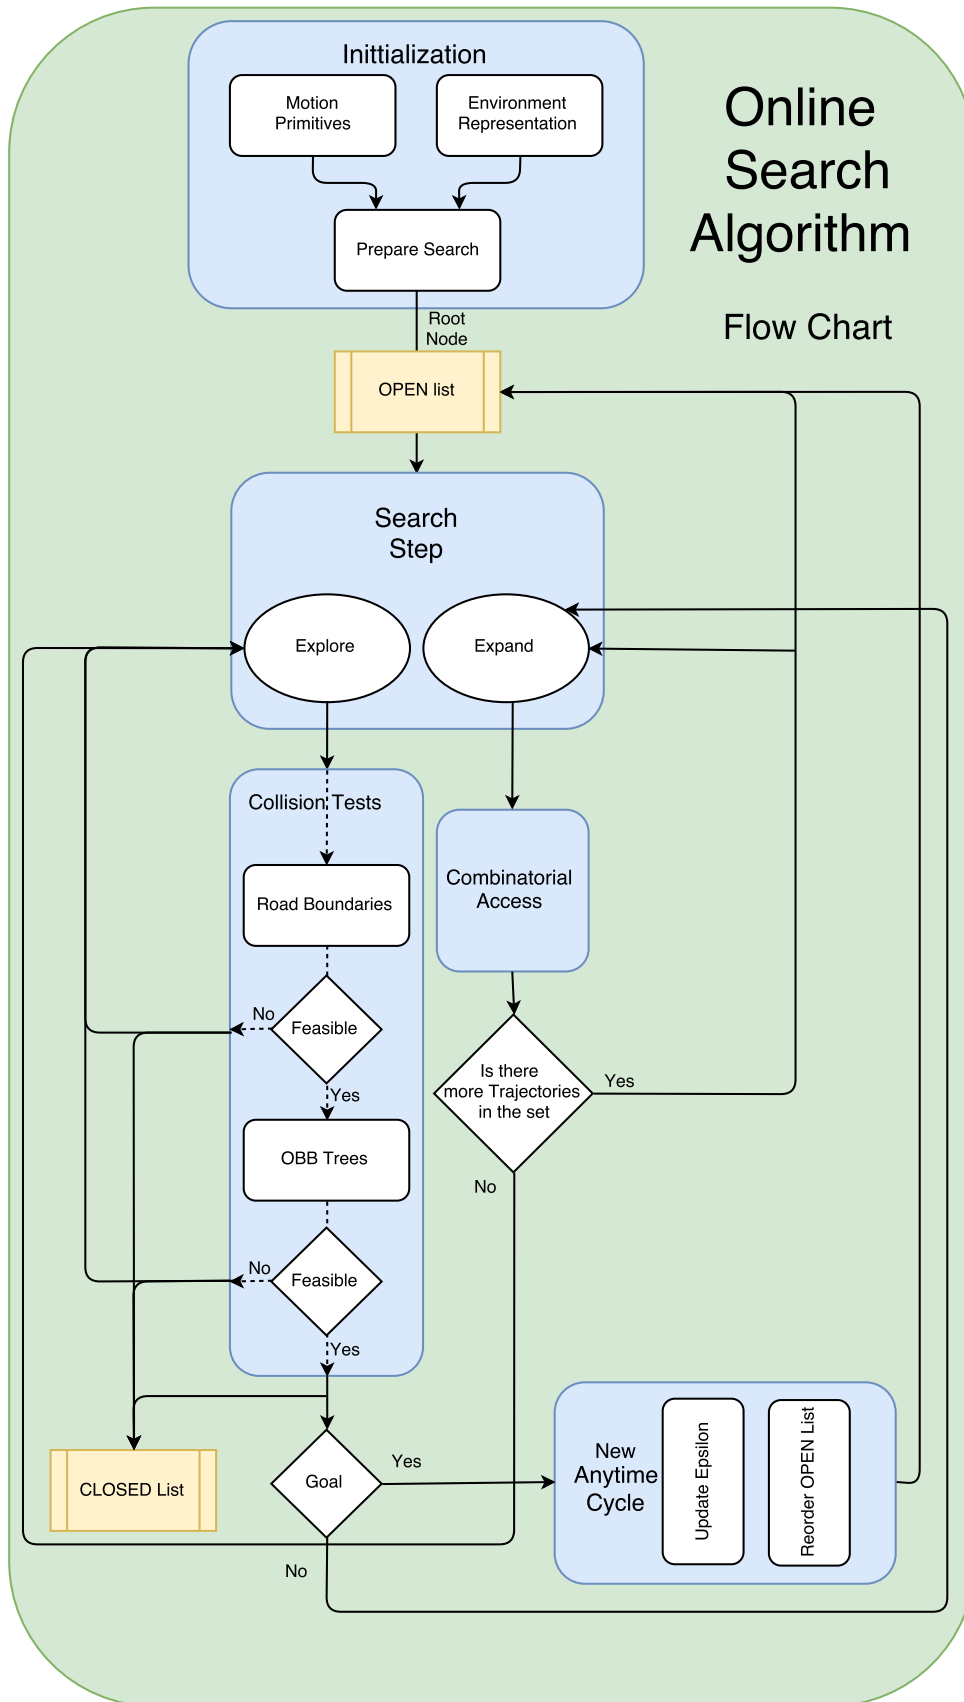 Inittialization
Motion
Primitives
Environment
Representation
Prepare Search
Online
Search
Algorithm
Flow Chart
Root
Node
OPEN list
Search
Step
Explore
Expand
Collision Tests
Road Boundaries
Combinatorial
Access
No
Feasible
Yes
Is there
more Trajectories
in the set
Yes
OBB Trees
No
No
Feasible
Yes
CLOSED List
Goal
Yes
No
New
Anytime
Cycle
Update Epsilon
Reorder OPEN List